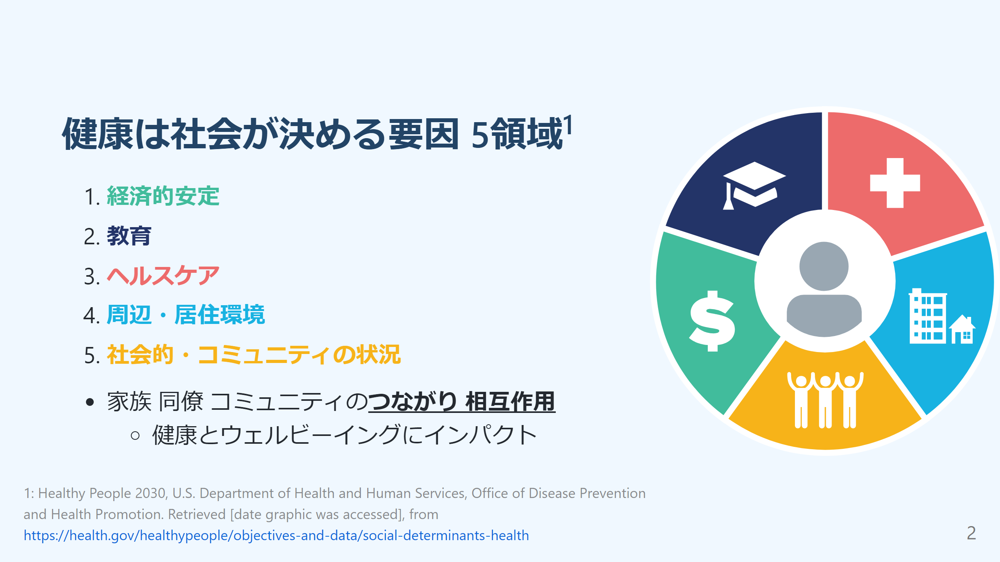 健康は社会が決める要因 5領域1
1. 経済的安定
2. 教育
3. ヘルスケア
4. 周辺・居住環境
5. 社会的・コミュニティの状況
• 家族 同僚 コミュニティのつながり 相互作用
○ 健康とウェルビーイングにインパクト
1: Healthy People 2030, U.S. Department of Health and Human Services, Office of Disease Prevention
and Health Promotion. Retrieved [date graphic was accessed], from
https://health.gov/healthypeople/objectives-and-data/social-determinants-health
2
$